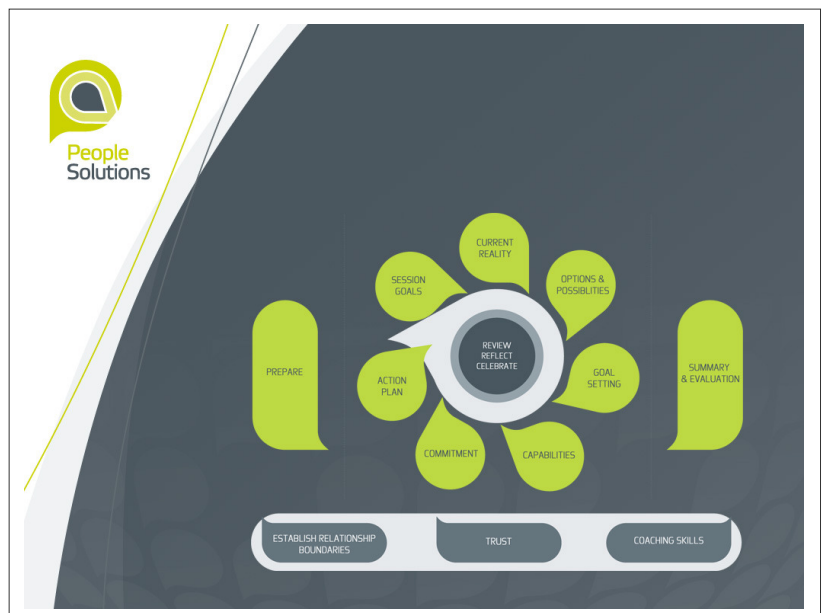 People
Solutions
CURRENT
REALITY
SESSION
GOALS
OPTIONS &
POSSIBLITIES
PREPARE
REVIEW
REFLECT
CELEBRATE
SUMMARY
& EVALUATION
ACTION
PLAN
GOAL
SETTING
COMMITMENT
CAPABILITIES
ESTABLISH RELATIONSHIP
BOUNDARIES
TRUST
COACHING SKILLS